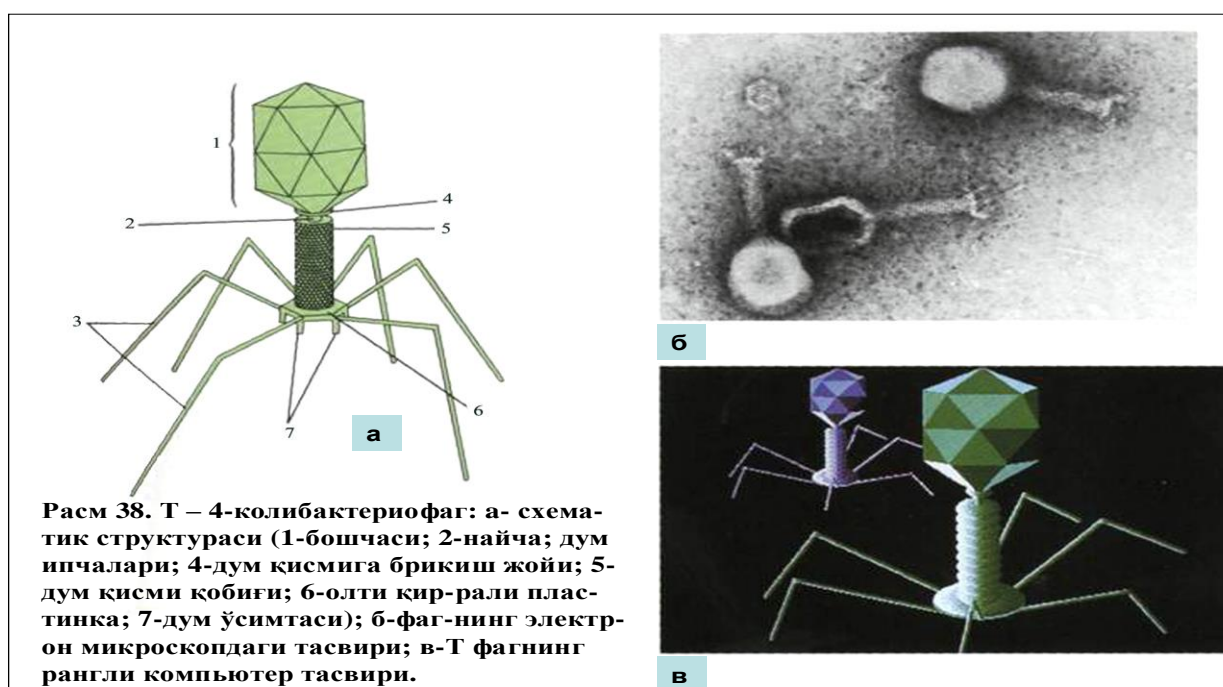 1
2
3
4
5
6
7
а
б
в
Расм 38. Т – 4-колибактериофаг: а- схема-
тик структураси (1-бошчаси; 2-найча; дум
ипчалари; 4-дум қисмига брикиш жойи; 5-
дум қисми қобиғи; 6-олти қир-рали плас-
тинка; 7-дум ўсимтаси); б-фаг-нинг электр-
он микроскопдаги тасвири; в-Т фагнинг
рангли компьютер тасвири.